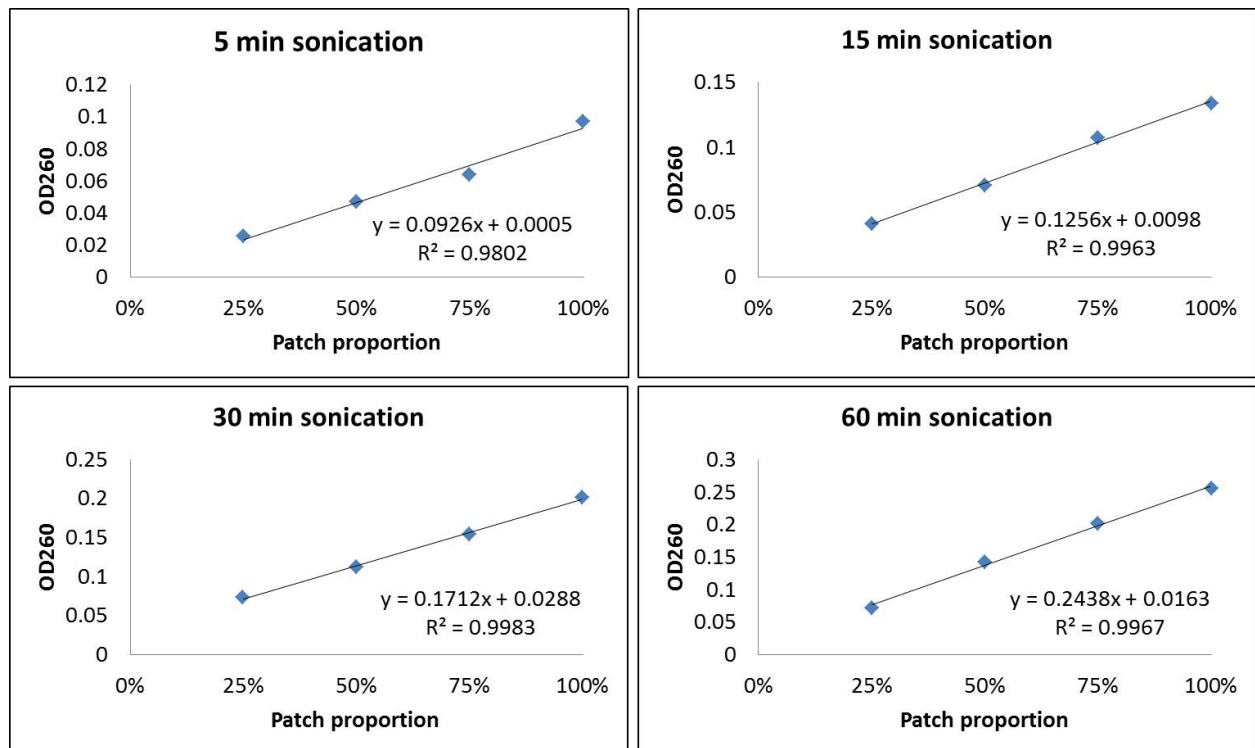 5 min sonication
0.12
0.1
0.08
0.06
0.04
0.02
0
OD260
y = 0.0926x + 0.0005
R² = 0.9802
0% 25% 50% 75% 100%
Patch proportion
15 min sonication
0.15
0.1
0.05
0
OD260
y = 0.1256x + 0.0098
R² = 0.9963
0% 25% 50% 75% 100%
Patch proportion
30 min sonication
0.25
0.2
0.15
0.1
0.05
0
OD260
y = 0.1712x + 0.0288
R² = 0.9983
0% 25% 50% 75% 100%
Patch proportion
60 min sonication
0.3
0.25
0.2
0.15
0.1
0.05
0
OD260
y = 0.2438x + 0.0163
R² = 0.9967
0% 25% 50% 75% 100%
Patch proportion